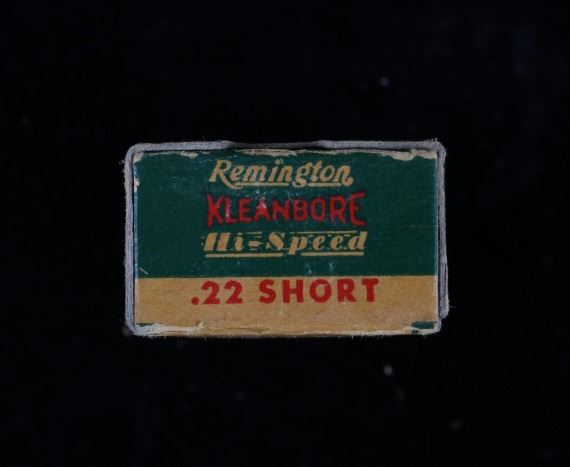 Remington
KLEANBORE
Hi-Speed
.22 SHORT